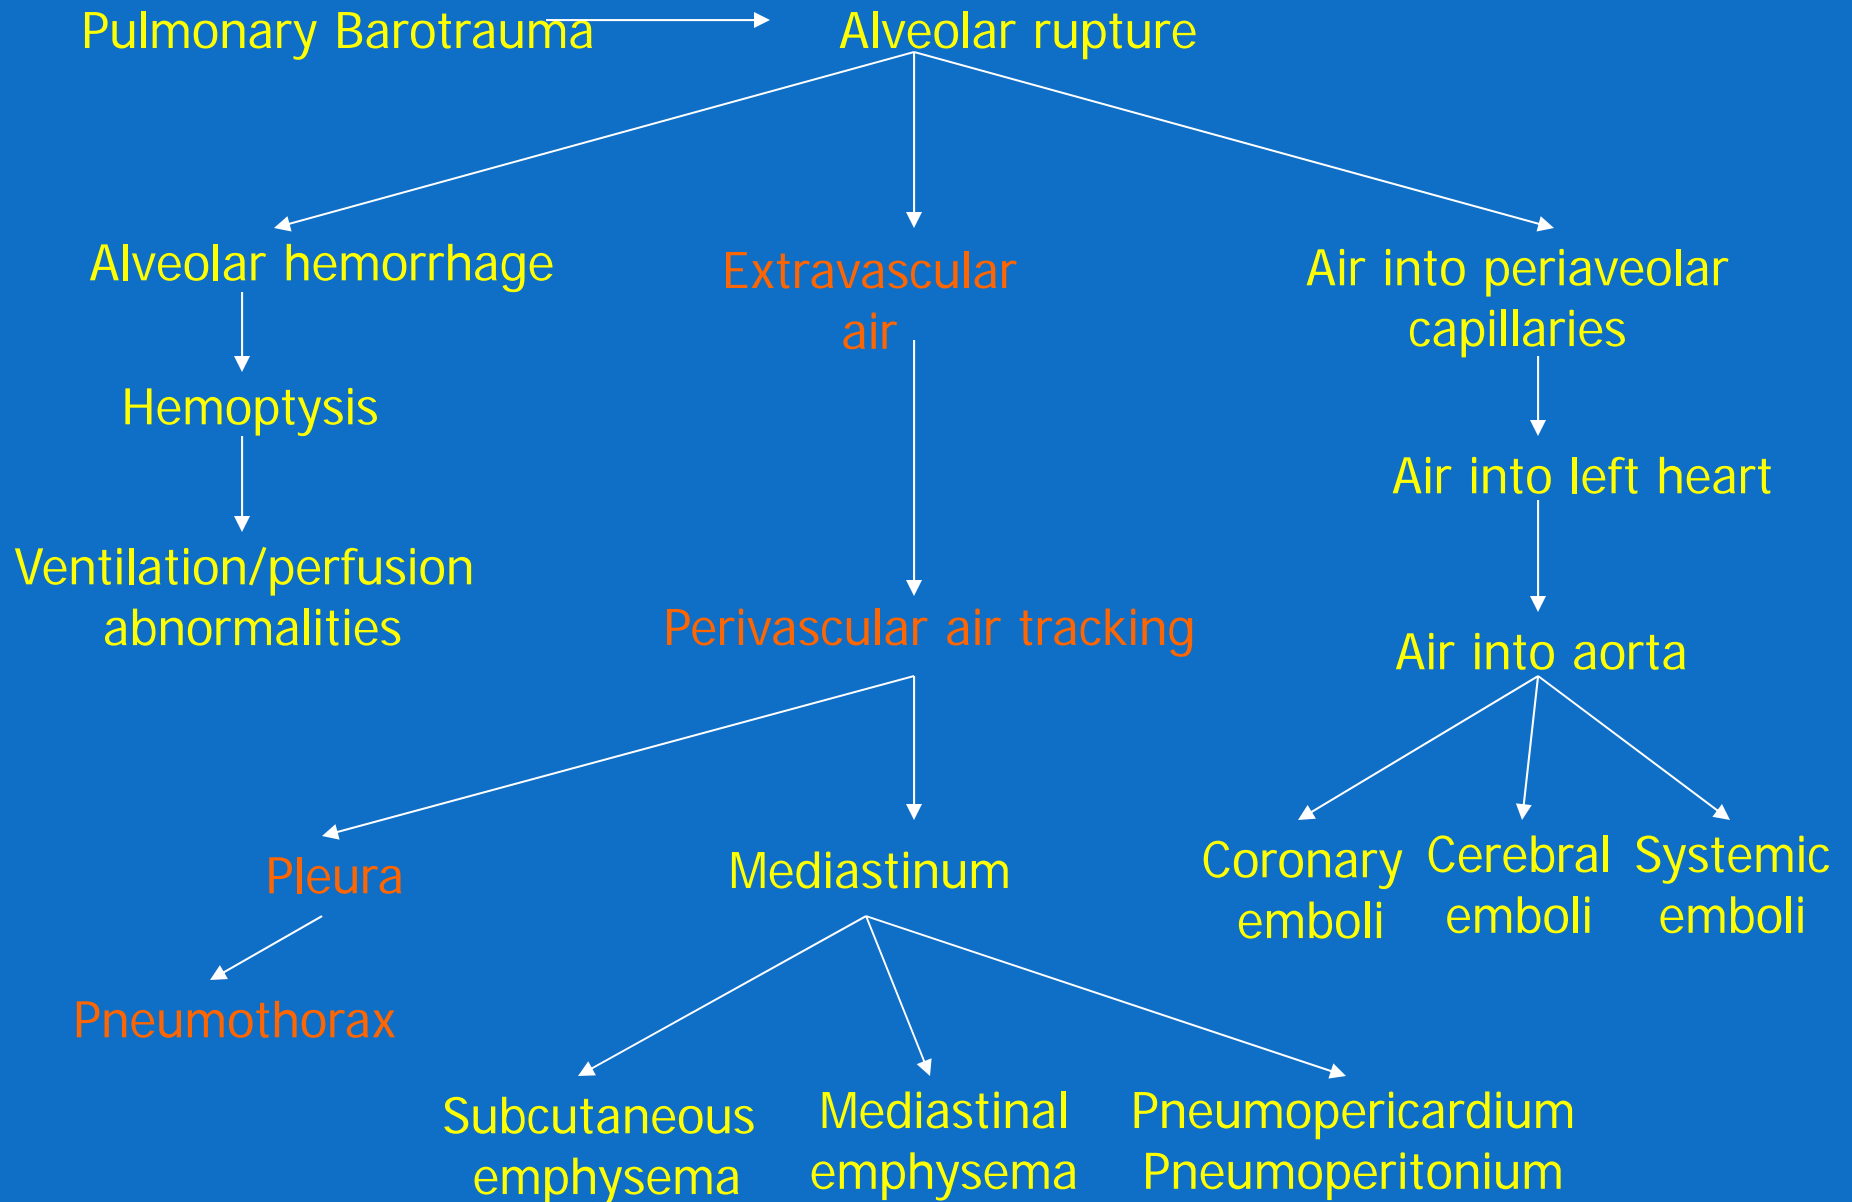 Pulmonary Barotrauma
Alveolar rupture
Alveolar hemorrhage
Extravascular
air
Air into periaveolar
capillaries
Hemoptysis
Air into left heart
Ventilation/perfusion
abnormalities
Perivascular air tracking
Air into aorta
Pleura
Mediastinum
Coronary
emboli
Cerebral
emboli
Systemic
emboli
Pneumothorax
Subcutaneous
emphysema
Mediastinal
emphysema
Pneumopericardium
Pneumoperitonium